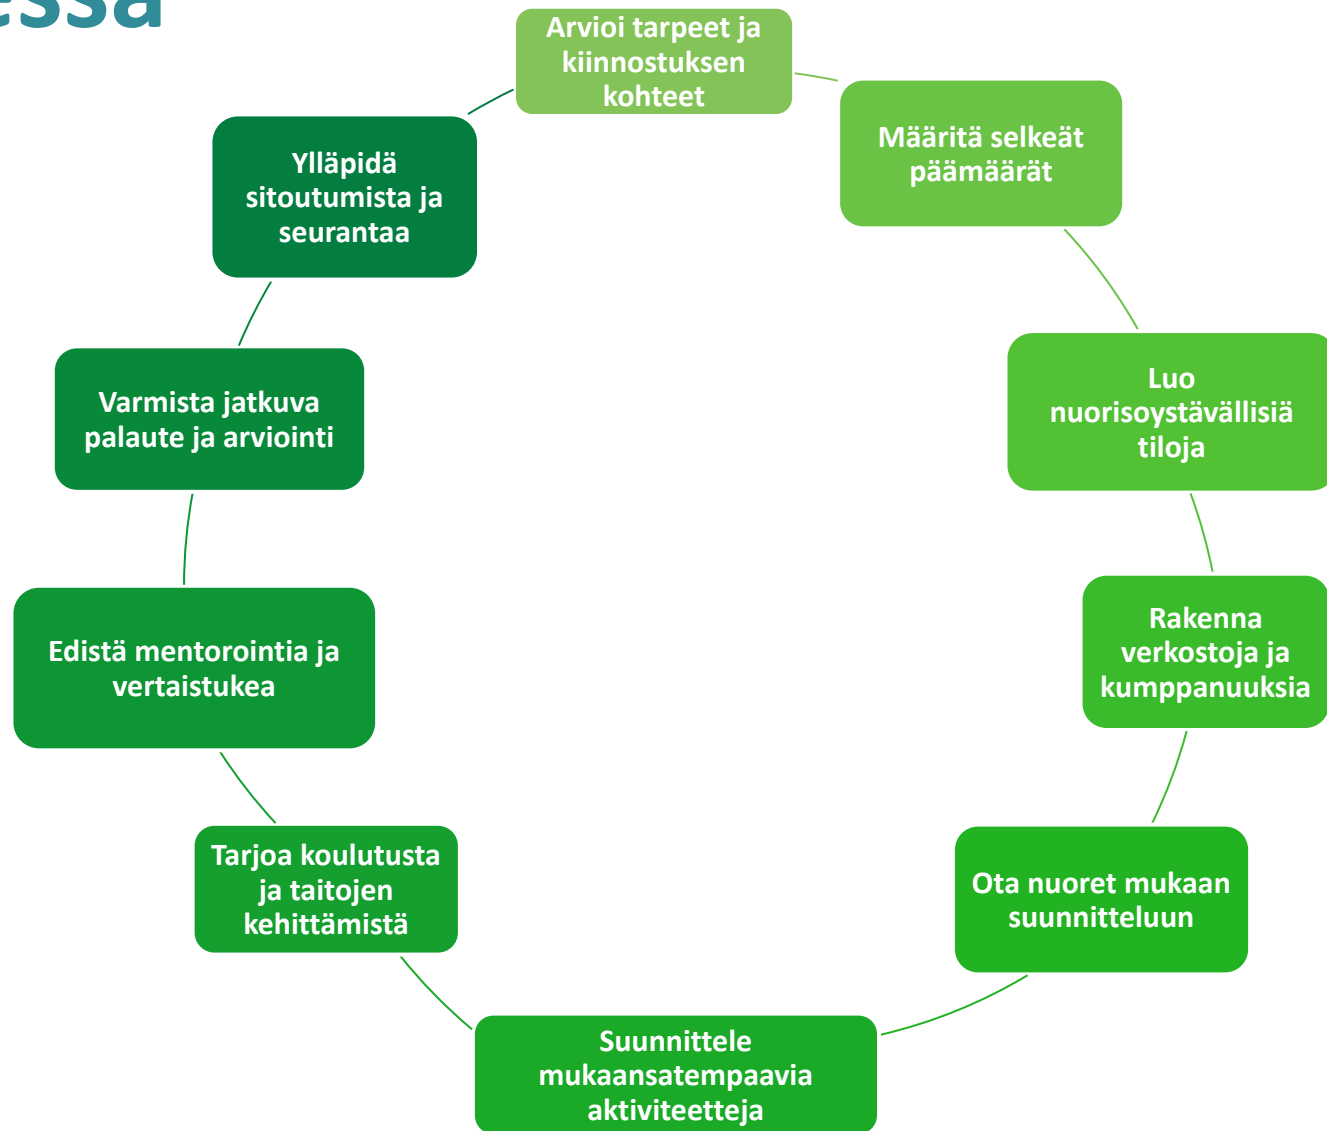 essä
Arvioi tarpeet ja
kiinnostuksen
kohteet
Määritä selkeät
päämäärät
Luo
nuorisoystävällisiä
tiloja
Rakenna
verkostoja ja
kumppanuuksia
Ota nuoret mukaan
suunnitteluun
Suunnittele
mukaansatempaavia
aktiviteetteja
Tarjoa koulutusta
ja taitojen
kehittämistä
Edistä mentorointia ja
vertaistukea
Varmista jatkuva
palaute ja arviointi
Ylläpidä
sitoutumista ja
seurantaa